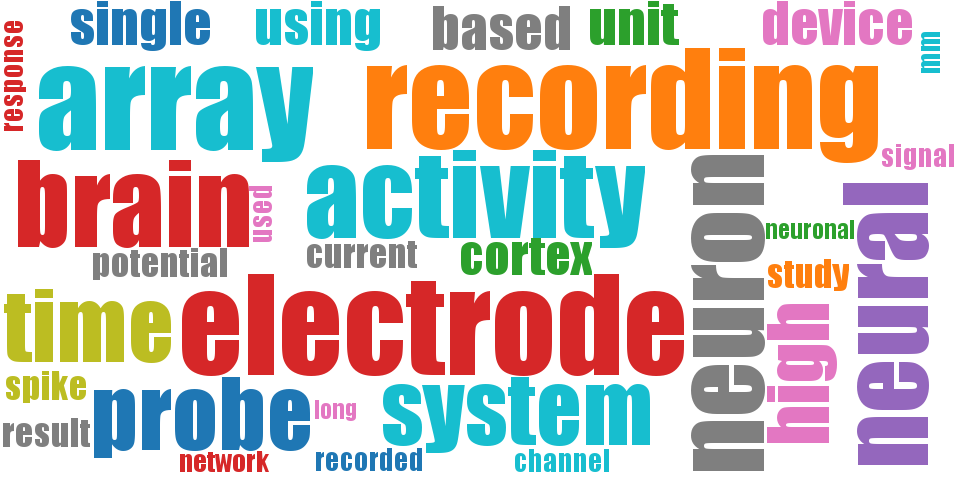 single
using
based
unit
device
response
mm
array
recording
signal
brain
used
activity
neuron
neural
potential
current
cortex
neuronal
study
time
electrode
high
spike
probe
long
system
result
network
recorded
channel